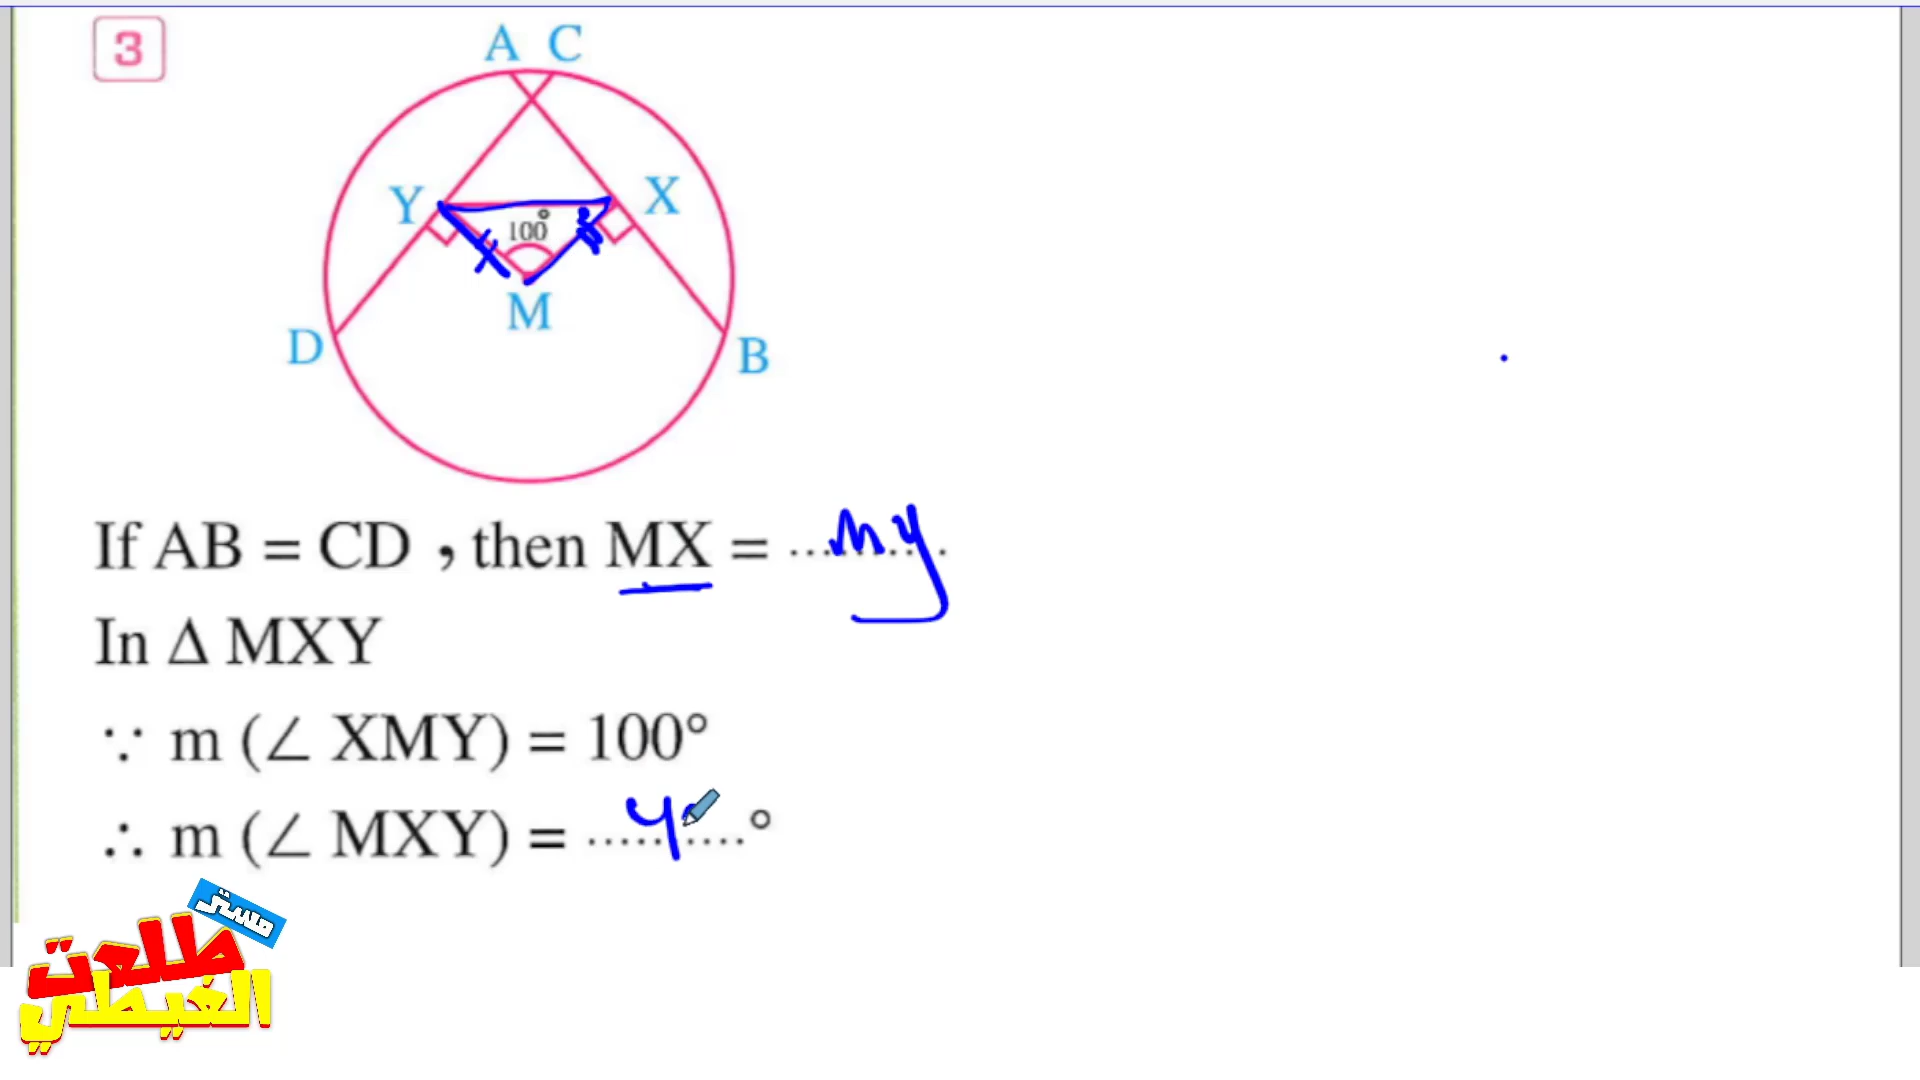 3
A C
Y X
100°
M
D B
If AB = CD , then MX = ......... my
In Δ MXY
∵ m (∠ XMY) = 100°
∴ m (∠ MXY) = ..........° 4
مستر
طلعت
الغيطي